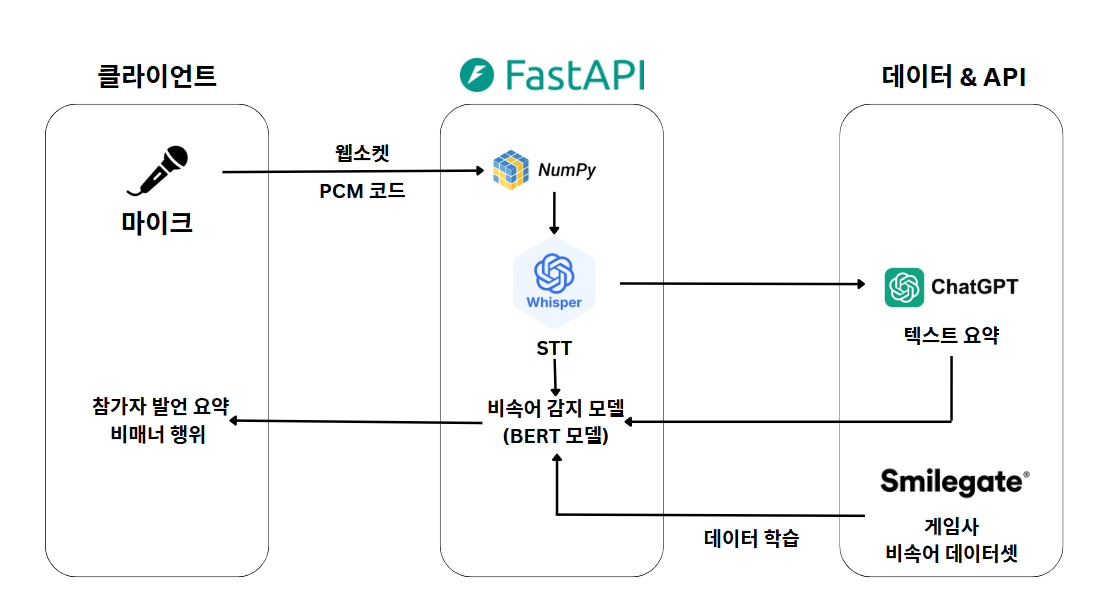 클라이언트
FastAPI
데이터 & API
마이크
웹소켓
PCM 코드
NumPy
Whisper
STT
ChatGPT
텍스트 요약
참가자 발언 요약
비매너 행위
비속어 감지 모델
(BERT 모델)
Smilegate®
게임사
비속어 데이터셋
데이터 학습